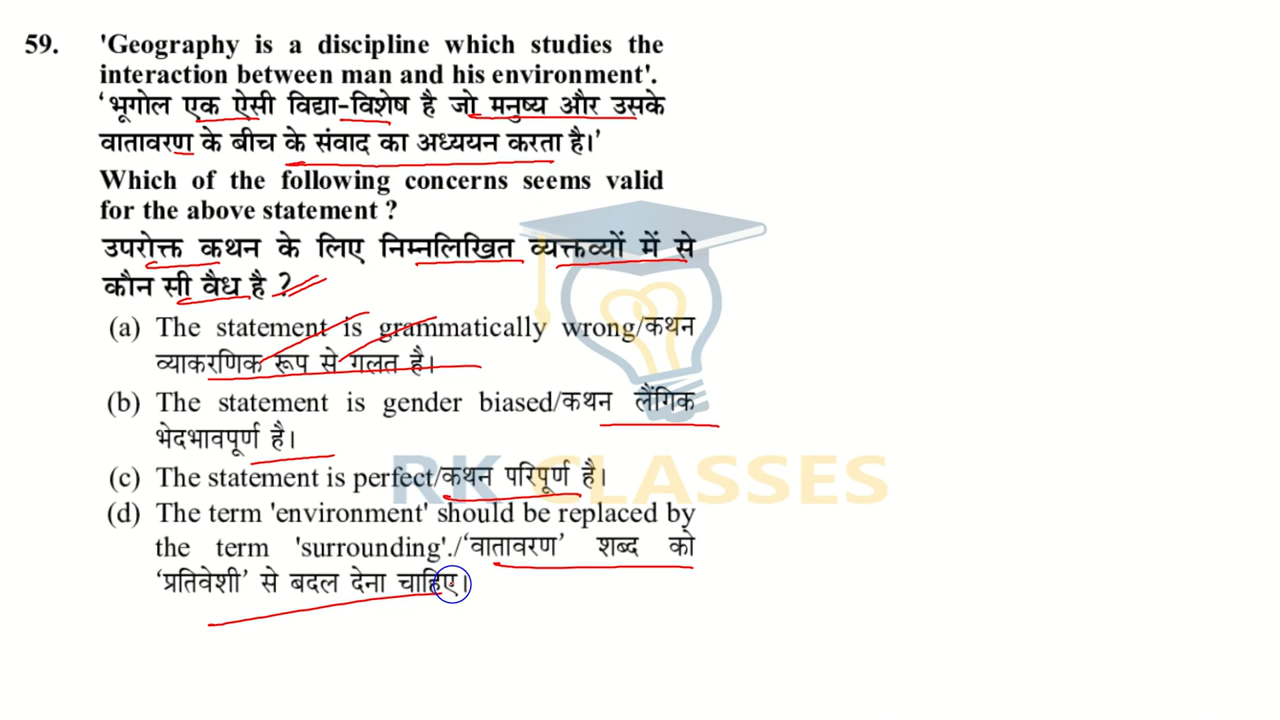 59. 'Geography is a discipline which studies the
interaction between man and his environment'.
'भूगोल एक ऐसी विद्या-विशेष है जो मनुष्य और उसके
वातावरण के बीच के संवाद का अध्ययन करता है।'
Which of the following concerns seems valid
for the above statement ?
उपरोक्त कथन के लिए निम्नलिखित व्यक्तव्यों में से
कौन सी वैध है ?
(a) The statement is grammatically wrong/कथन
व्याकरणिक रूप से गलत है।
(b) The statement is gender biased/कथन लैंगिक
भेदभावपूर्ण है।
(c) The statement is perfect/कथन परिपूर्ण है।
(d) The term 'environment' should be replaced by
the term 'surrounding'./'वातावरण' शब्द को
'प्रतिवेशी' से बदल देना चाहिए।
RK CLASSES